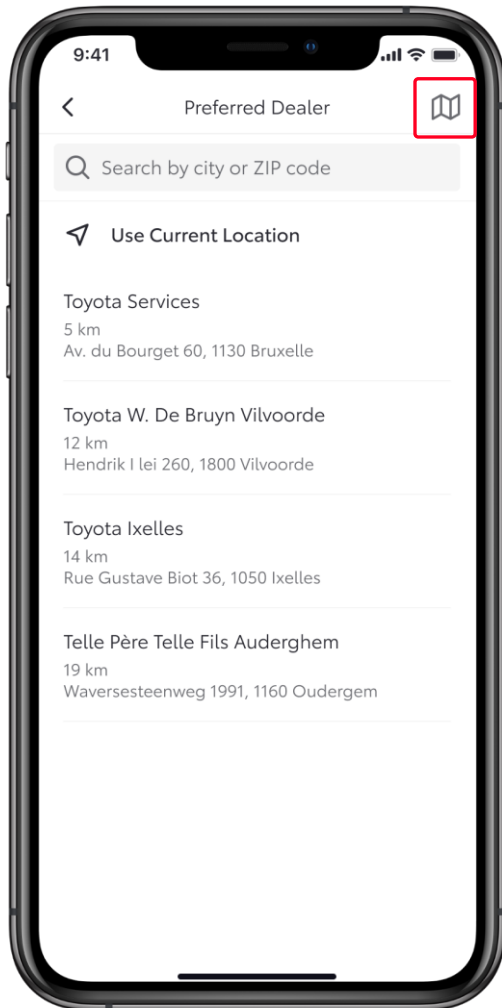 9:41
Preferred Dealer
Search by city or ZIP code
Use Current Location
Toyota Services
5 km
Av. du Bourget 60, 1130 Bruxelle
Toyota W. De Bruyn Vilvoorde
12 km
Hendrik I lei 260, 1800 Vilvoorde
Toyota Ixelles
14 km
Rue Gustave Biot 36, 1050 Ixelles
Telle Père Telle Fils Auderghem
19 km
Waversesteenweg 1991, 1160 Oudergem